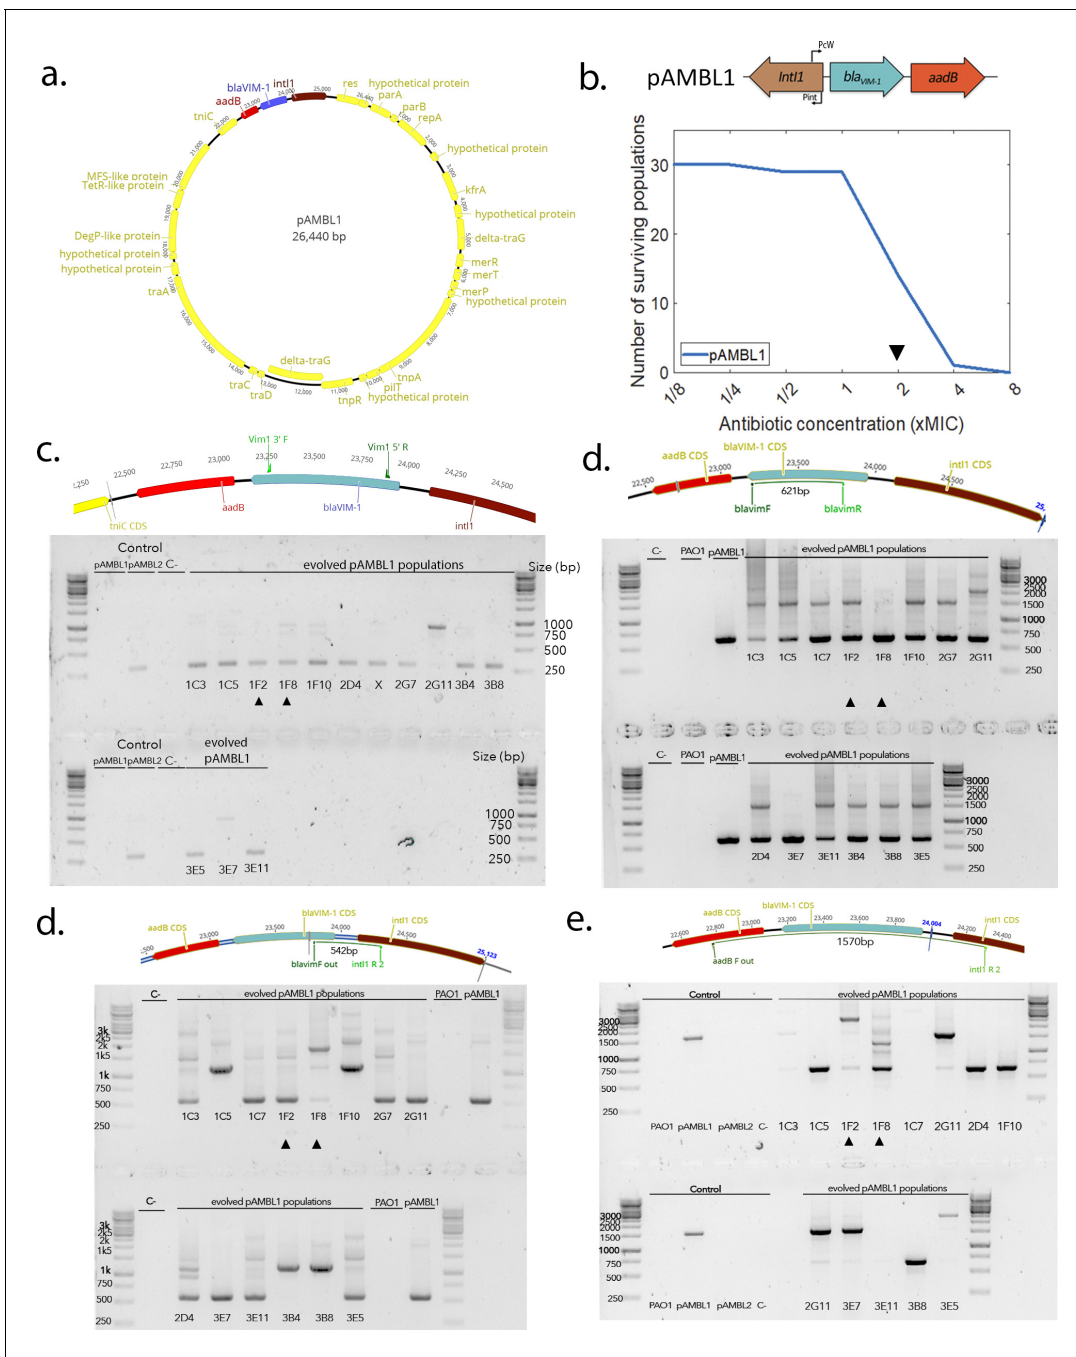 a.
pAMBL1
26,440 bp
res
hypothetical protein
parA
parB
repA
hypothetical protein
kfrA
hypothetical protein
delta-traG
merR
merT
merP
hypothetical protein
tnpA
pilT
hypothetical protein
tnpR
delta-traG
traD
traC
traA
hypothetical protein
hypothetical protein
DegP-like protein
TetR-like protein
MFS-like protein
tniC
aadB
blaVIM-1
intI1
b.
pAMBL1
PcW
IntI1
blaVIM-1
aadB
Pint
Number of surviving populations
30
20
10
0
pAMBL1
1/8 1/4 1/2 1 2 4 8
Antibiotic concentration (xMIC)
c.
Vim1 3' F
Vim1 5' R
22,500 22,750 23,000 23,250 23,750 24,000 24,250 24,500
tniC CDS
aadB
blaVIM-1
intI1
Control
pAMBL1 pAMBL2 C-
evolved pAMBL1 populations
Size (bp)
1000
750
500
250
1C3 1C5 1F2 1F8 1F10 2D4 X 2G7 2G11 3B4 3B8
Control
pAMBL1 pAMBL2 C-
evolved
pAMBL1
Size (bp)
1000
750
500
250
3E5 3E7 3E11
d.
blaVIM-1 CDS
aadB CDS
intI1 CDS
22,500 23,000 23,500 24,000 24,500
621bp
blavimF
blavimR
C- PAO1 pAMBL1
evolved pAMBL1 populations
3000
2500
2000
1500
1000
750
500
250
1C3 1C5 1C7 1F2 1F8 1F10 2G7 2G11
C- PAO1 pAMBL1
evolved pAMBL1 populations
3000
2500
2000
1500
1000
750
500
250
2D4 3E7 3E11 3B4 3B8 3E5
d.
blaVIM-1 CDS
aadB CDS
intI1 CDS
23,000 23,500 24,000 24,500 25,123
542bp
blavimF out
intI1 R 2
C-
evolved pAMBL1 populations
PAO1 pAMBL1
3k
2k5
2k
1k5
1k
750
500
250
1C3 1C5 1C7 1F2 1F8 1F10 2G7 2G11
C-
evolved pAMBL1 populations
PAO1 pAMBL1
3k
2k5
2k
1k5
1k
750
500
250
2D4 3E7 3E11 3B4 3B8 3E5
e.
blaVIM-1 CDS
aadB CDS
intI1 CDS
22,600 22,800 23,000 23,200 23,400 23,600 23,800 24,004 24,200 24,400
1570bp
aadB F out
intI1 R 2
Control
evolved pAMBL1 populations
3000
2500
2000
1500
1000
750
500
250
PAO1 pAMBL1 pAMBL2 C- 1C3 1C5 1F2 1F8 1C7 2G11 2D4 1F10
Control
evolved pAMBL1 populations
3000
2500
2000
1500
1000
750
500
250
PAO1 pAMBL1 pAMBL2 C- 2G11 3E7 3E11 3B8 3E5